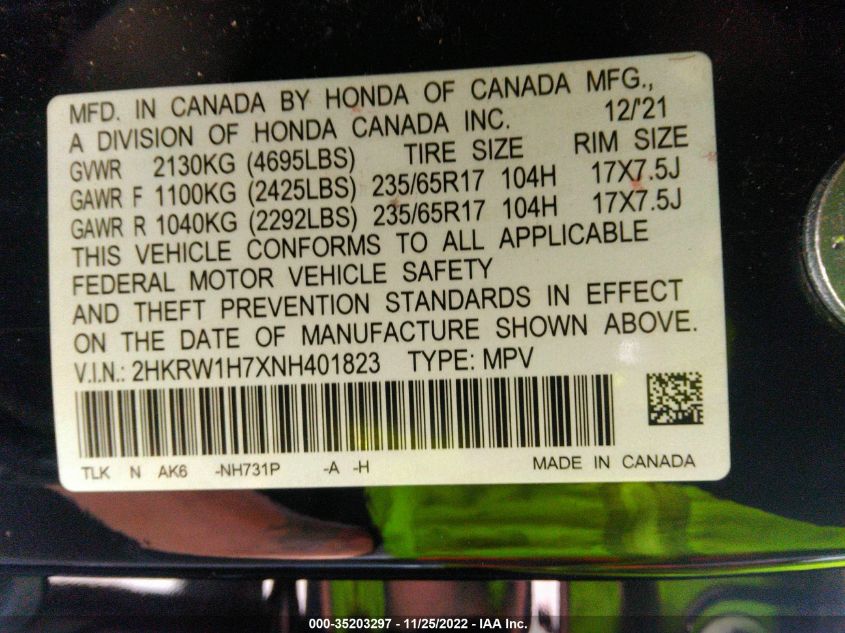 MFD. IN CANADA BY HONDA OF CANADA MFG.,
A DIVISION OF HONDA CANADA INC. 12/'21
GVWR 2130KG (4695LBS) TIRE SIZE RIM SIZE
GAWR F 1100KG (2425LBS) 235/65R17 104H 17X7.5J
GAWR R 1040KG (2292LBS) 235/65R17 104H 17X7.5J
THIS VEHICLE CONFORMS TO ALL APPLICABLE
FEDERAL MOTOR VEHICLE SAFETY
AND THEFT PREVENTION STANDARDS IN EFFECT
ON THE DATE OF MANUFACTURE SHOWN ABOVE.
V.I.N.: 2HKRW1H7XNH401823 TYPE: MPV
TLK N AK6 -NH731P -A -H MADE IN CANADA
000-35203297 - 11/25/2022 - IAA Inc.